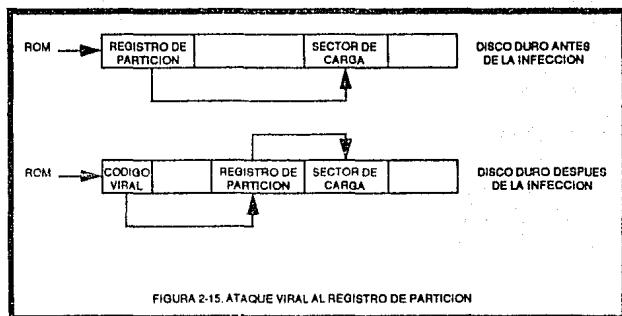 ROM
REGISTRO DE
PARTICION
SECTOR DE
CARGA
DISCO DURO ANTES
DE LA INFECCION
ROM
CODIGO
VIRAL
REGISTRO DE
PARTICION
SECTOR DE
CARGA
DISCO DURO DESPUES
DE LA INFECCION
FIGURA 2-15. ATAQUE VIRAL AL REGISTRO DE PARTICION